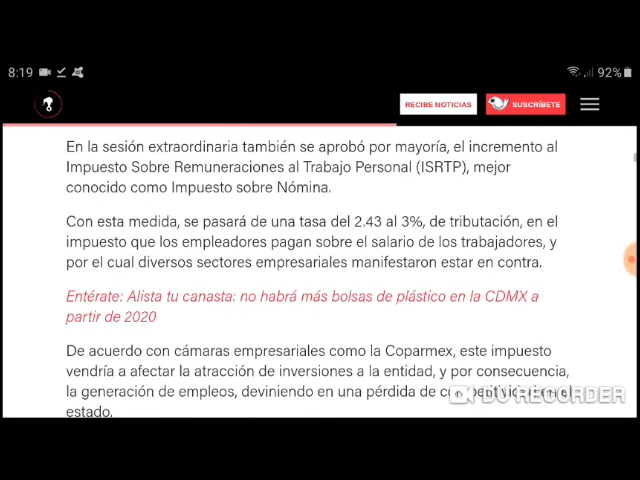 8:19
92%
RECIBE NOTICIAS
SUSCRÍBETE
En la sesión extraordinaria también se aprobó por mayoría, el incremento al
Impuesto Sobre Remuneraciones al Trabajo Personal (ISRTP), mejor
conocido como Impuesto sobre Nómina.
Con esta medida, se pasará de una tasa del 2.43 al 3%, de tributación, en el
impuesto que los empleadores pagan sobre el salario de los trabajadores, y
por el cual diversos sectores empresariales manifestaron estar en contra.
Entérate: Alista tu canasta: no habrá más bolsas de plástico en la CDMX a
partir de 2020
De acuerdo con cámaras empresariales como la Coparmex, este impuesto
vendría a afectar la atracción de inversiones a la entidad, y por consecuencia,
la generación de empleos, deviniendo en una pérdida de en el
estado.
DU RECORDER